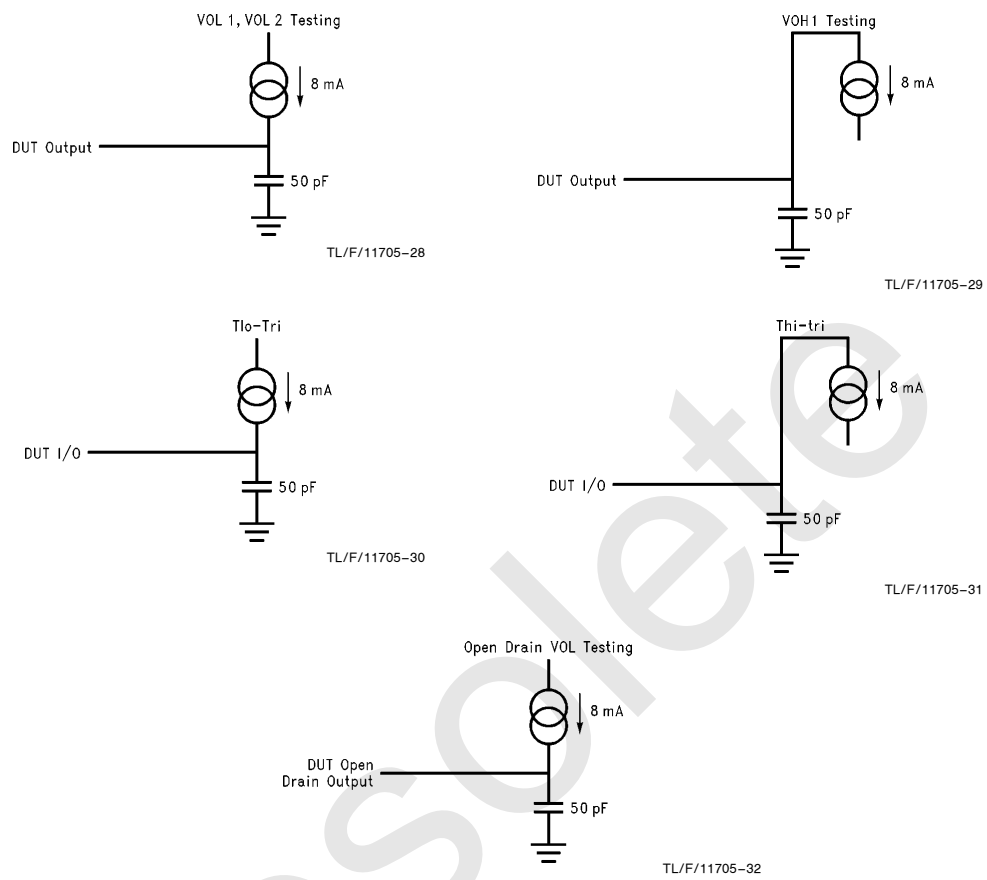 VOL 1, VOL 2 Testing
8 mA
DUT Output
50 pF
TL/F/11705–28
VOH1 Testing
8 mA
DUT Output
50 pF
TL/F/11705–29
Tlo-Tri
8 mA
DUT I/O
50 pF
TL/F/11705–30
Thi-tri
8 mA
DUT I/O
50 pF
TL/F/11705–31
Open Drain VOL Testing
8 mA
DUT Open
Drain Output
50 pF
TL/F/11705–32
solete